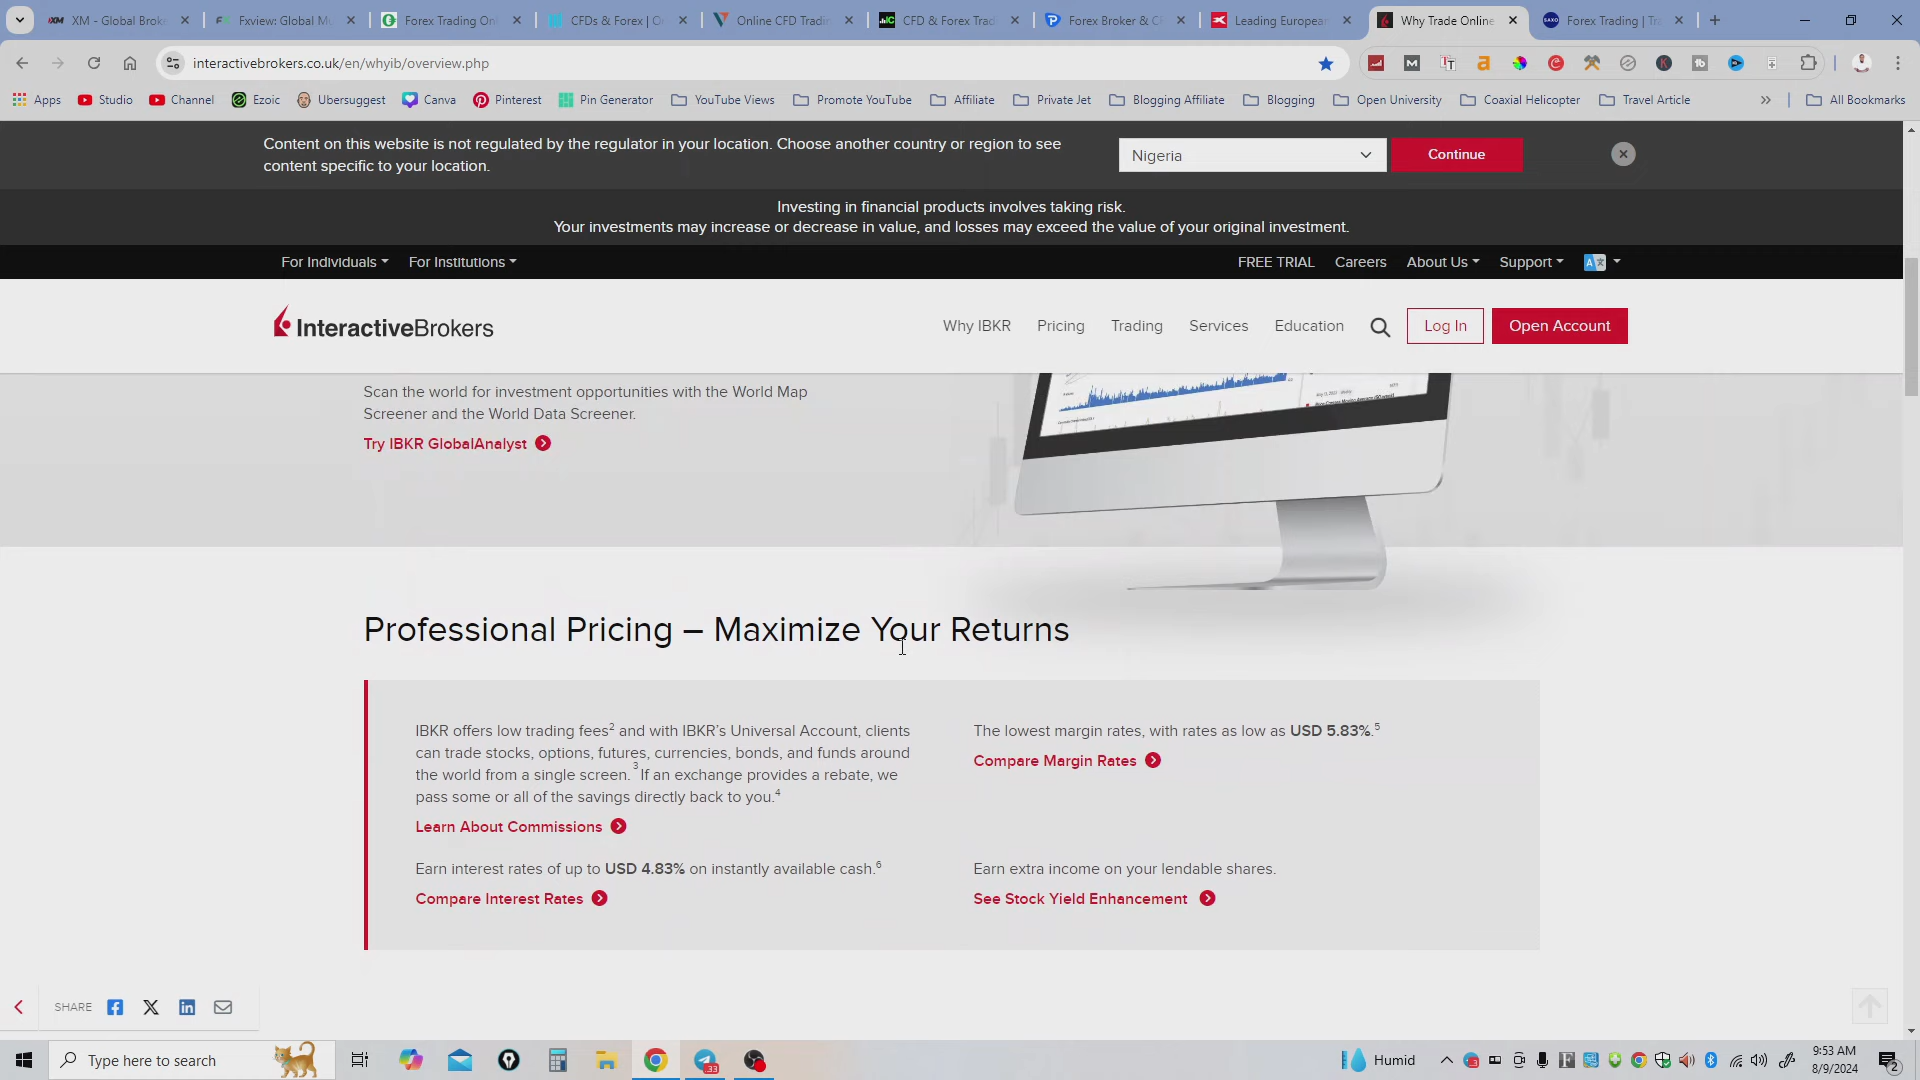 XM - Global Broke
Fxview: Global Mu
Forex Trading Onl
CFDs & Forex | O
Online CFD Tradin
CFD & Forex Trad
Forex Broker & C
Leading European
Why Trade Online
Forex Trading | Tr
interactivebrokers.co.uk/en/whyib/overview.php
Apps
Studio
Channel
Ezoic
Ubersuggest
Canva
Pinterest
Pin Generator
YouTube Views
Promote YouTube
Affiliate
Private Jet
Blogging Affiliate
Blogging
Open University
Coaxial Helicopter
Travel Article
All Bookmarks
Content on this website is not regulated by the regulator in your location. Choose another country or region to see
content specific to your location.
Nigeria
Continue
Investing in financial products involves taking risk.
Your investments may increase or decrease in value, and losses may exceed the value of your original investment.
For Individuals
For Institutions
FREE TRIAL
Careers
About Us
Support
InteractiveBrokers
Why IBKR
Pricing
Trading
Services
Education
Log In
Open Account
Scan the world for investment opportunities with the World Map
Screener and the World Data Screener.
Try IBKR GlobalAnalyst
Professional Pricing – Maximize Your Returns
IBKR offers low trading fees2 and with IBKR's Universal Account, clients
can trade stocks, options, futures, currencies, bonds, and funds around
the world from a single screen.3 If an exchange provides a rebate, we
pass some or all of the savings directly back to you.4
Learn About Commissions
The lowest margin rates, with rates as low as USD 5.83%.5
Compare Margin Rates
Earn interest rates of up to USD 4.83% on instantly available cash.6
Compare Interest Rates
Earn extra income on your lendable shares.
See Stock Yield Enhancement
SHARE
Type here to search
33
Humid
9:53 AM
8/9/2024
2